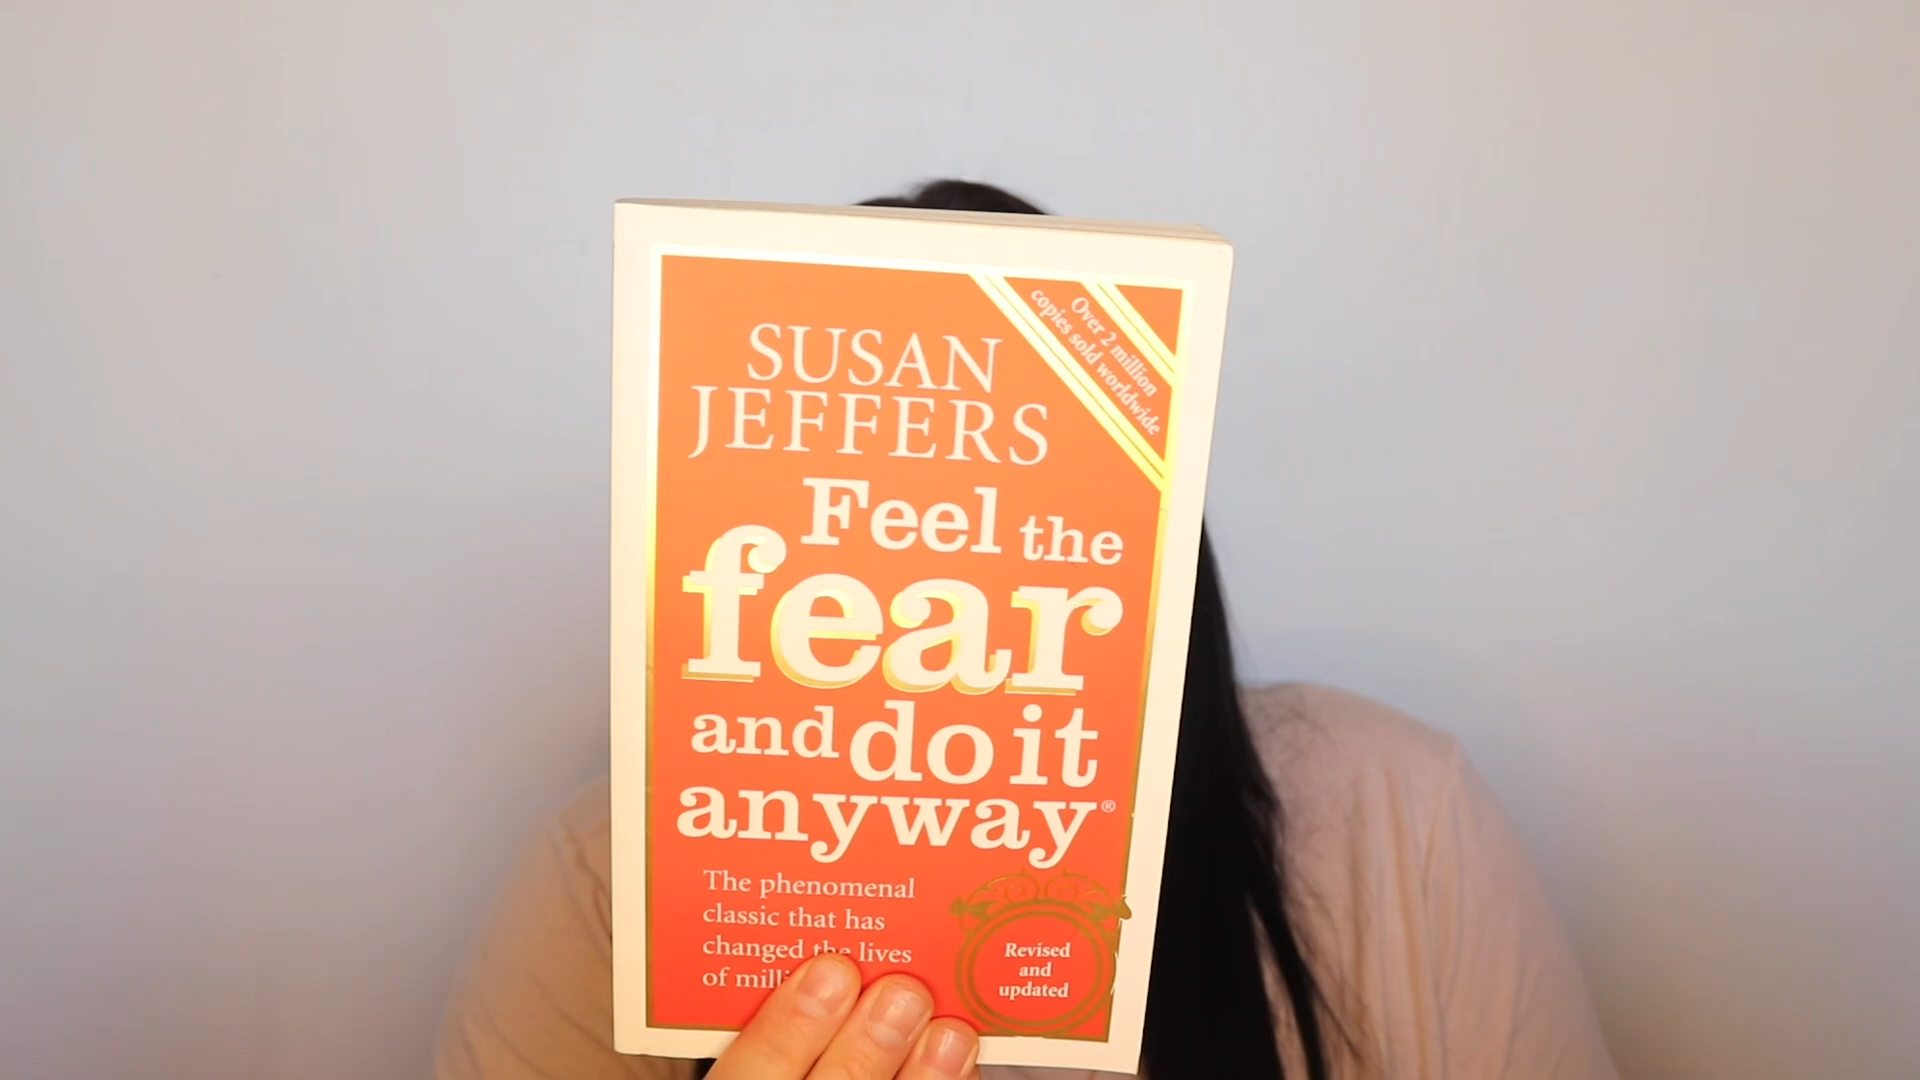 Over 2 million
copies sold worldwide
SUSAN
JEFFERS
Feel the
fear
and do it
anyway®
The phenomenal
classic that has
changed the lives
of
Revised
and
updated